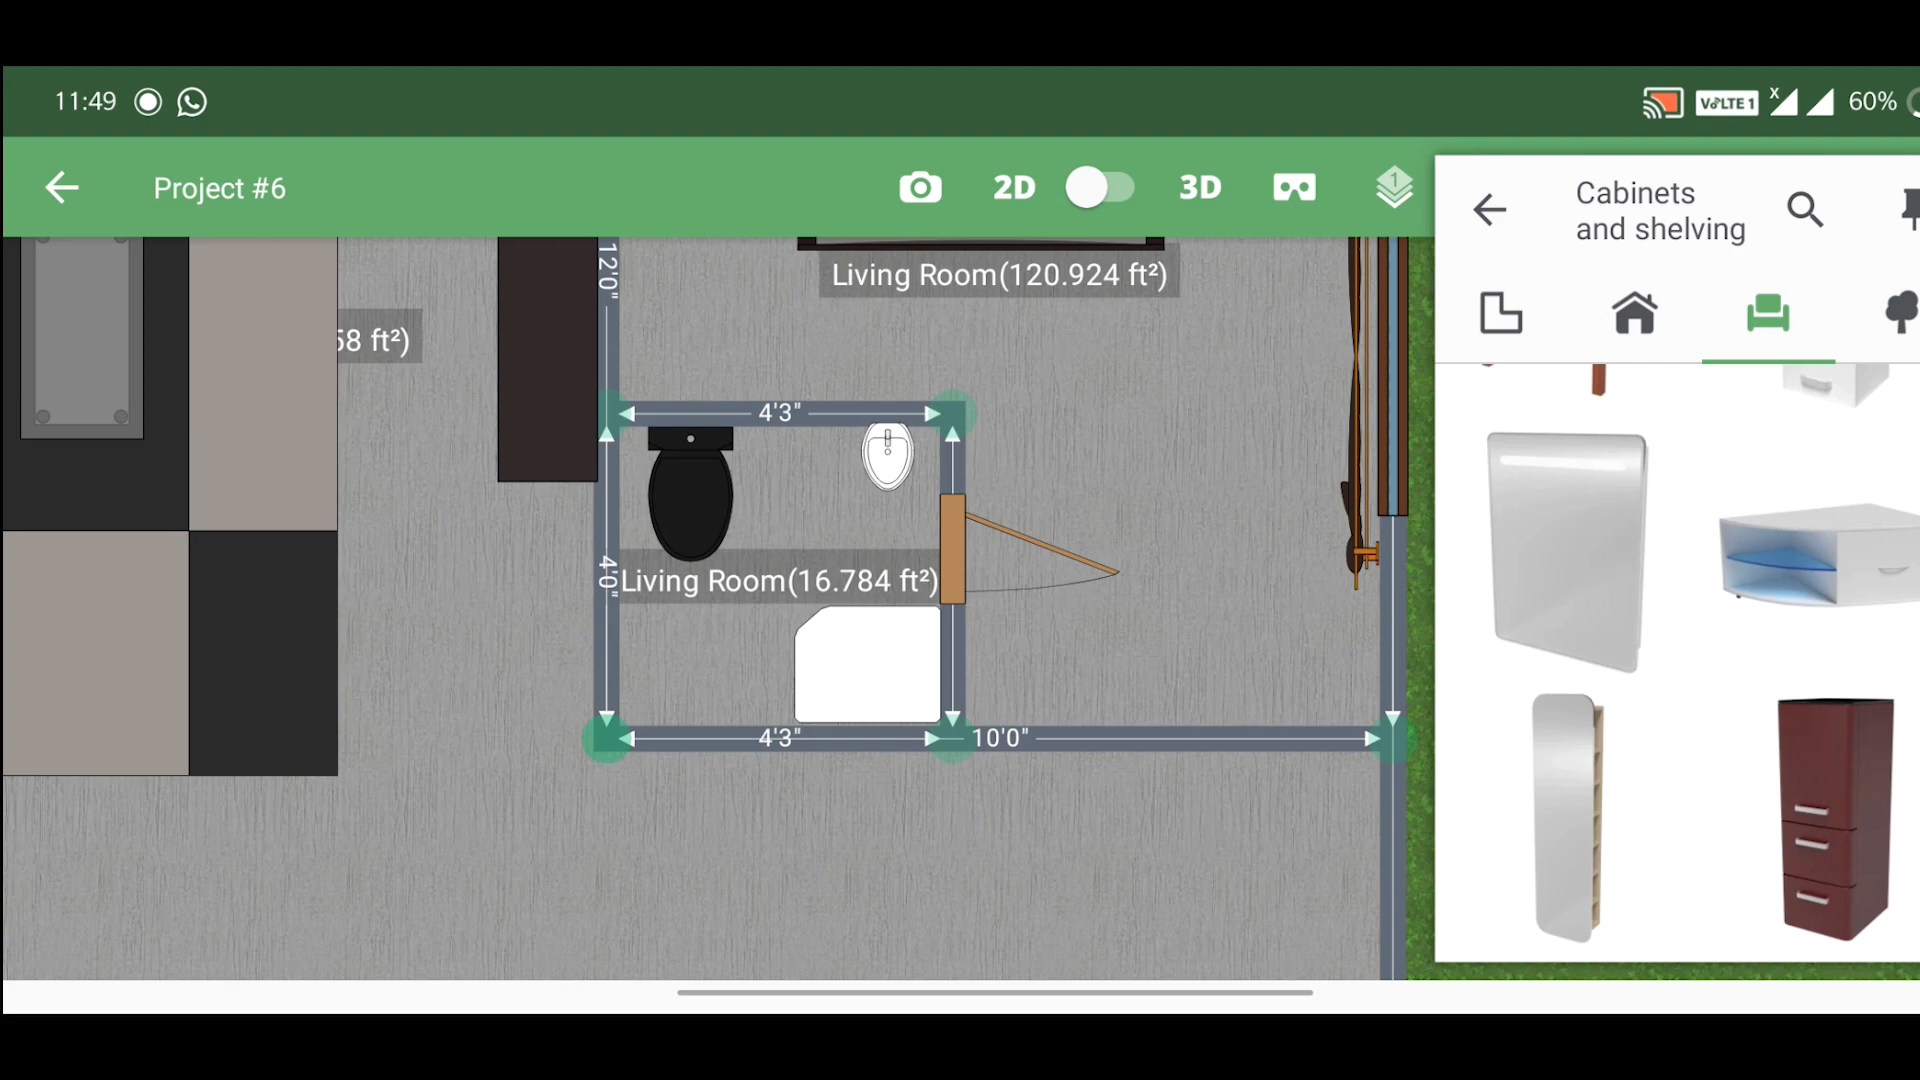 11:49
VoLTE 1
x
60%
Project #6
2D
3D
1
Cabinets
and shelving
12'0"
Living Room(120.924 ft²)
58 ft²)
4'3"
4'0"
Living Room(16.784 ft²)
4'3"
10'0"